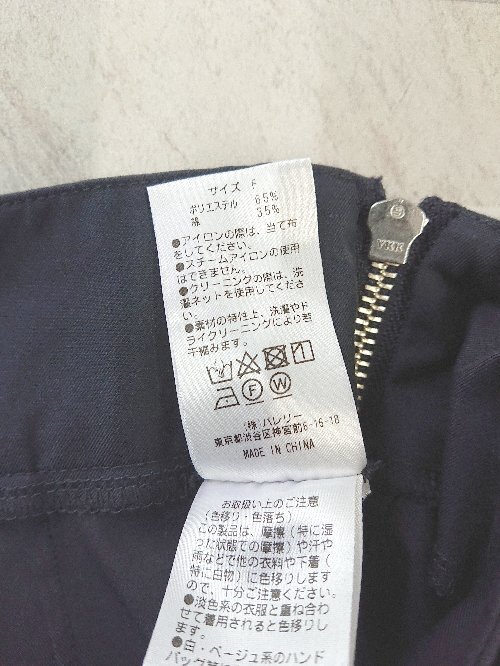 サイズ F
ポリエステル 65%
綿 35%
●アイロンの際は、当て布
をしてください。
●スチームアイロンの使用
はできません。
●クリーニングの際は、洗
濯ネットを使用してくださ
い。
●素材の特性上、洗濯やド
ライクリーニングにより若
干縮みます。
F W
(株)バレリー
東京都渋谷区神宮前6-16-18
MADE IN CHINA
YKK
お取扱い上のご注意
(色移り・色落ち)
この製品は、摩擦(特に湿
った状態での摩擦)や汗や
雨などで他の衣料や下着(
特に白物)に色移りします
ので、十分ご注意ください。
●淡色系の衣服と重ね合わ
せて着用されると色移りし
ます。
●白・ベージュ系のハンド